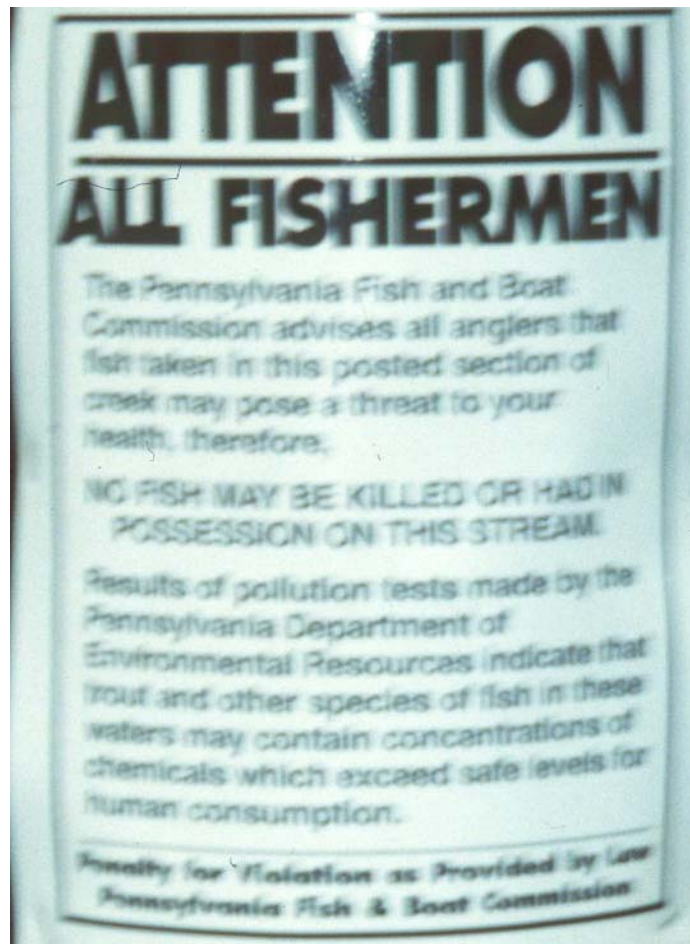 ATTENTION
ALL FISHERMEN
The Pennsylvania Fish and Boat
Commission advises all anglers that
fish taken in this posted section of
creek may pose a threat to your
health, therefore,
NO FISH MAY BE KILLED OR HAD IN
POSSESSION ON THIS STREAM.
Results of pollution tests made by the
Pennsylvania Department of
Environmental Resources indicate that
trout and other species of fish in these
waters may contain concentrations of
chemicals which exceed safe levels for
human consumption.
Penalty for Violation as Provided by Law
Pennsylvania Fish & Boat Commission